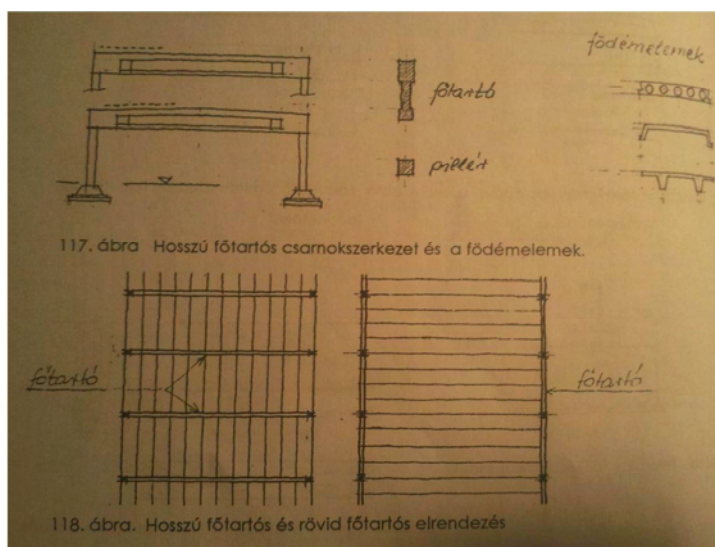 födémelemek
főtartó
pillér
117. ábra Hosszú főtartós csarnokszerkezet és a födémelemek.
főtartó
főtartó
118. ábra. Hosszú főtartós és rövid főtartós elrendezés